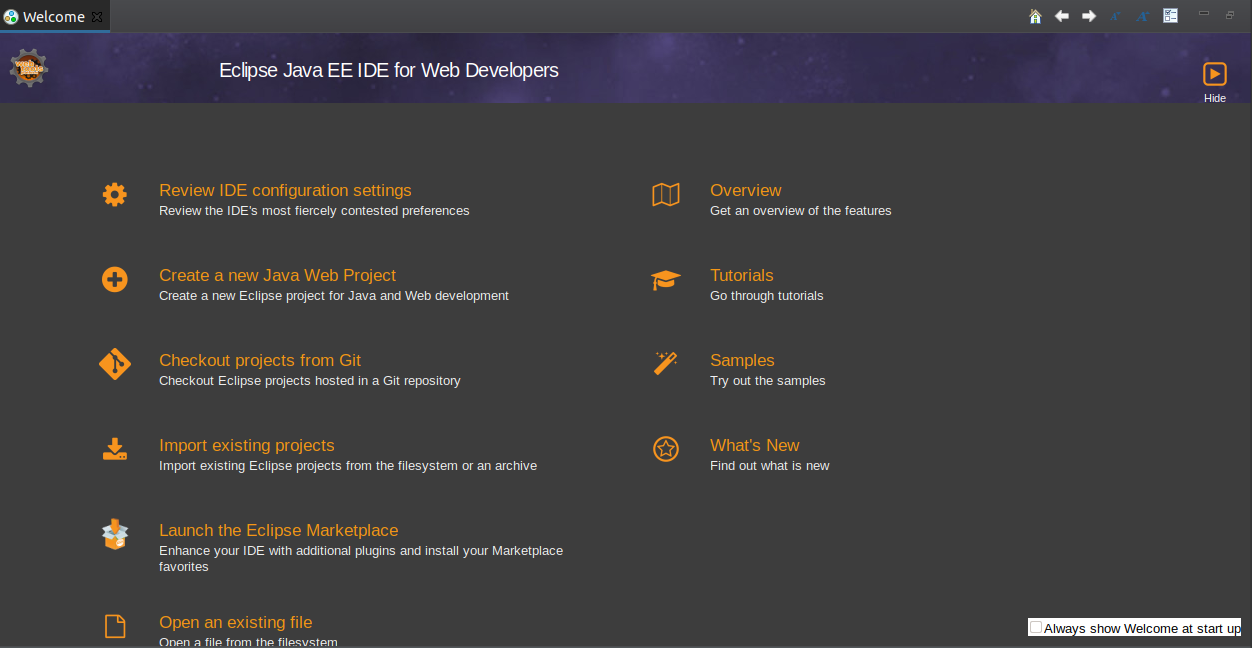 Welcome
Eclipse Java EE IDE for Web Developers
Hide
Review IDE configuration settings
Review the IDE's most fiercely contested preferences
Create a new Java Web Project
Create a new Eclipse project for Java and Web development
Checkout projects from Git
Checkout Eclipse projects hosted in a Git repository
Import existing projects
Import existing Eclipse projects from the filesystem or an archive
Launch the Eclipse Marketplace
Enhance your IDE with additional plugins and install your Marketplace
favorites
Open an existing file
Open a file from the filesystem
Overview
Get an overview of the features
Tutorials
Go through tutorials
Samples
Try out the samples
What's New
Find out what is new
Always show Welcome at start up